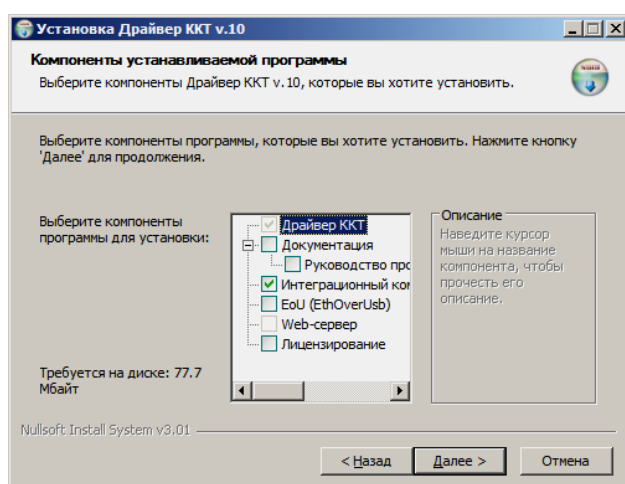 Установка Драйвер ККТ v.10
Компоненты устанавливаемой программы
Выберите компоненты Драйвер ККТ v.10, которые вы хотите установить.
Выберите компоненты программы, которые вы хотите установить. Нажмите кнопку
'Далее' для продолжения.
Выберите компоненты
программы для установки:
Драйвер ККТ
Документация
Руководство прс
Интеграционный кол
EoU (EthOverUsb)
Web-сервер
Лицензирование
Описание
Наведите курсор
мыши на название
компонента, чтобы
прочесть его
описание.
Требуется на диске: 77.7
Мбайт
Nullsoft Install System v3.01
< Назад
Далее >
Отмена